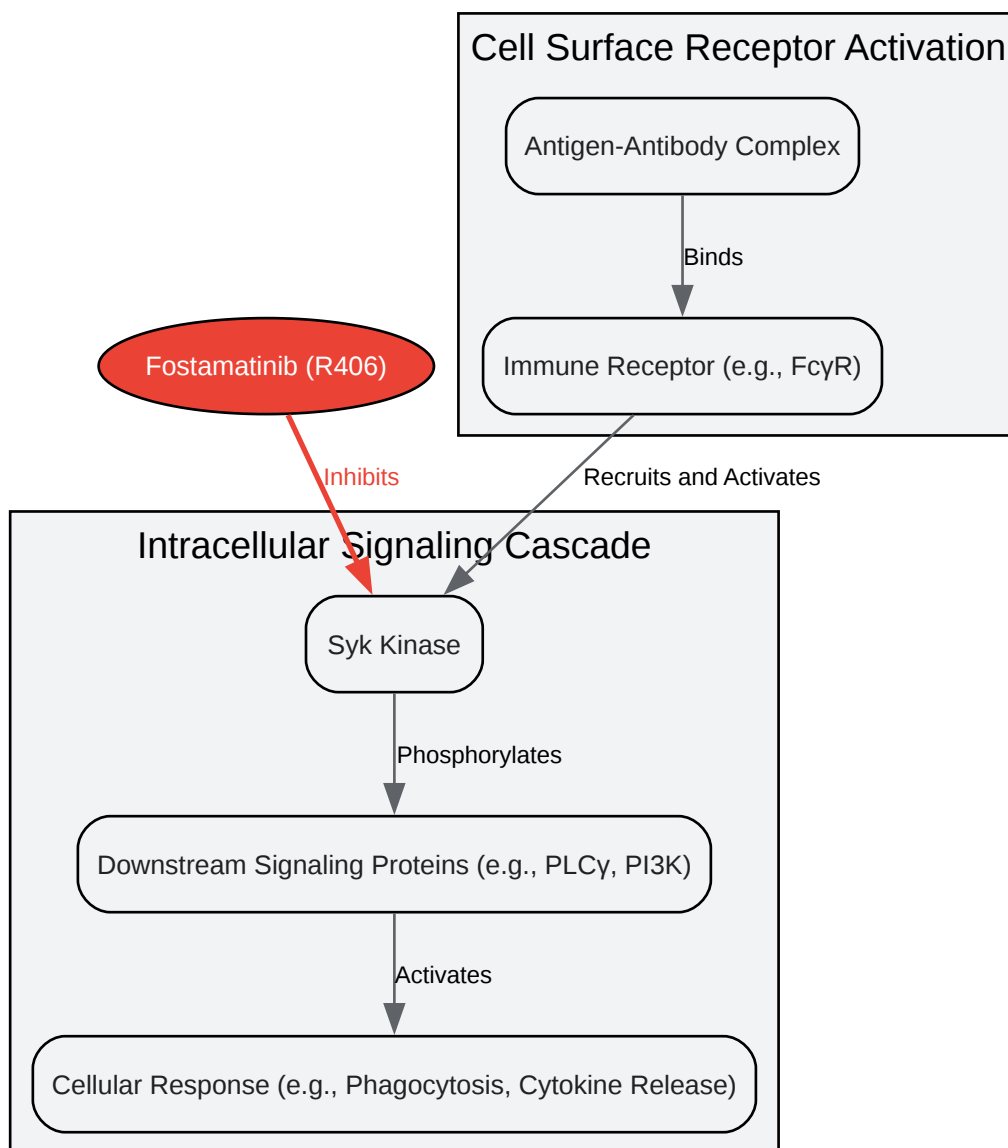 Cell Surface Receptor Activation
Antigen-Antibody Complex
Binds
Fostamatinib (R406)
Immune Receptor (e.g., FcγR)
Inhibits
Recruits and Activates
Intracellular Signaling Cascade
Syk Kinase
Phosphorylates
Downstream Signaling Proteins (e.g., PLCγ, PI3K)
Activates
Cellular Response (e.g., Phagocytosis, Cytokine Release)